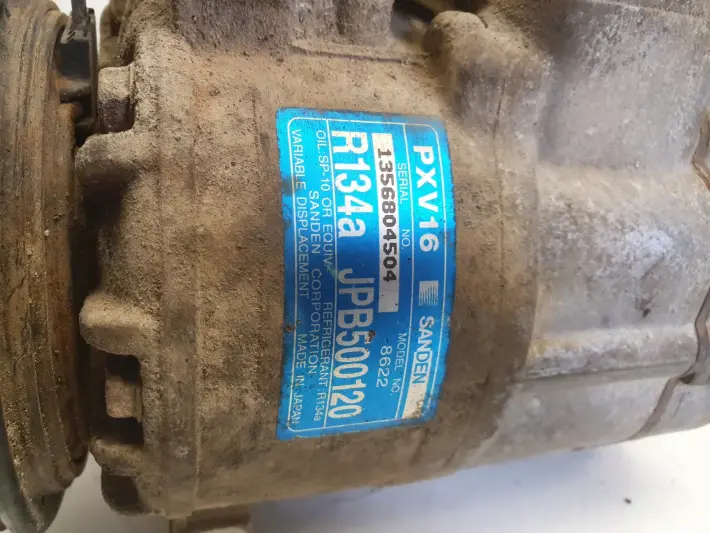 PXV16 SANDEN
SERIAL NO. MODEL NO.
1356804504 8622
R134a JPB500120
OIL:SP-10 OR EQUIV. REFRIGERANT:R134a
SANDEN CORPORATION
VARIABLE DISPLACEMENT MADE IN JAPAN